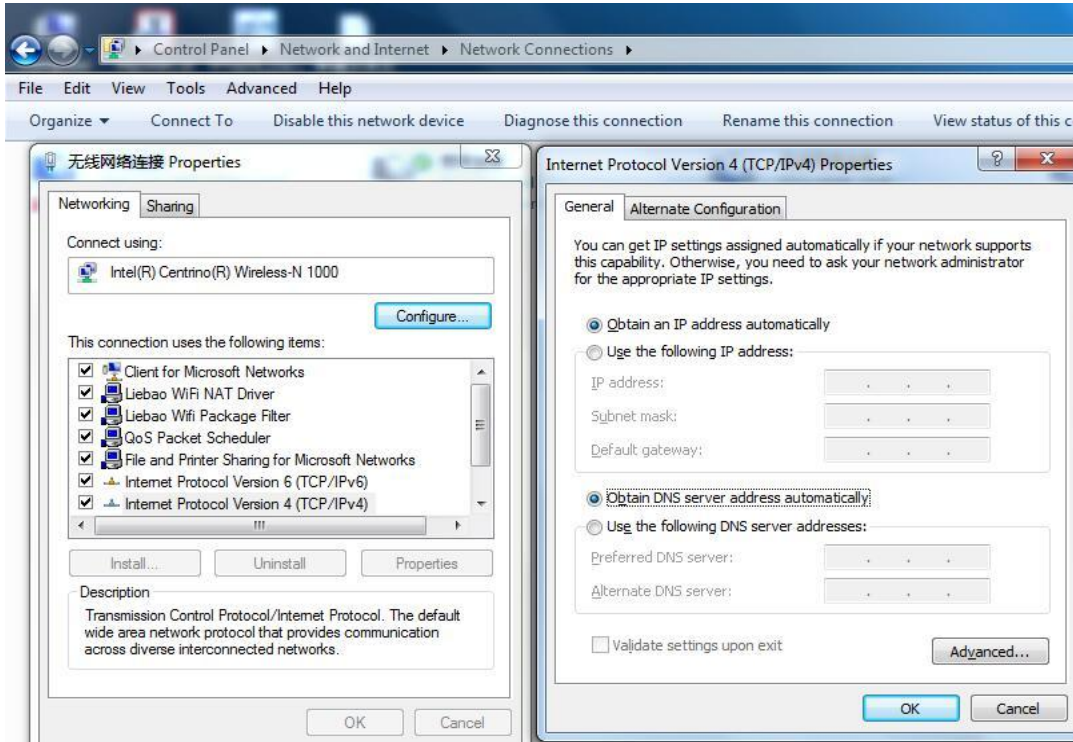 Control Panel Network and Internet Network Connections
File Edit View Tools Advanced Help
Organize Connect To Disable this network device Diagnose this connection Rename this connection View status of this c
无线网络连接 Properties
Networking Sharing
Connect using:
Intel(R) Centrino(R) Wireless-N 1000
Configure...
This connection uses the following items:
Client for Microsoft Networks
Liebao WiFi NAT Driver
Liebao Wifi Package Filter
QoS Packet Scheduler
File and Printer Sharing for Microsoft Networks
Internet Protocol Version 6 (TCP/IPv6)
Internet Protocol Version 4 (TCP/IPv4)
Install... Uninstall Properties
Description
Transmission Control Protocol/Internet Protocol. The default
wide area network protocol that provides communication
across diverse interconnected networks.
OK Cancel
Internet Protocol Version 4 (TCP/IPv4) Properties
General Alternate Configuration
You can get IP settings assigned automatically if your network supports
this capability. Otherwise, you need to ask your network administrator
for the appropriate IP settings.
Obtain an IP address automatically
Use the following IP address:
IP address:
Subnet mask:
Default gateway:
Obtain DNS server address automatically
Use the following DNS server addresses:
Preferred DNS server:
Alternate DNS server:
Validate settings upon exit
Advanced...
OK Cancel